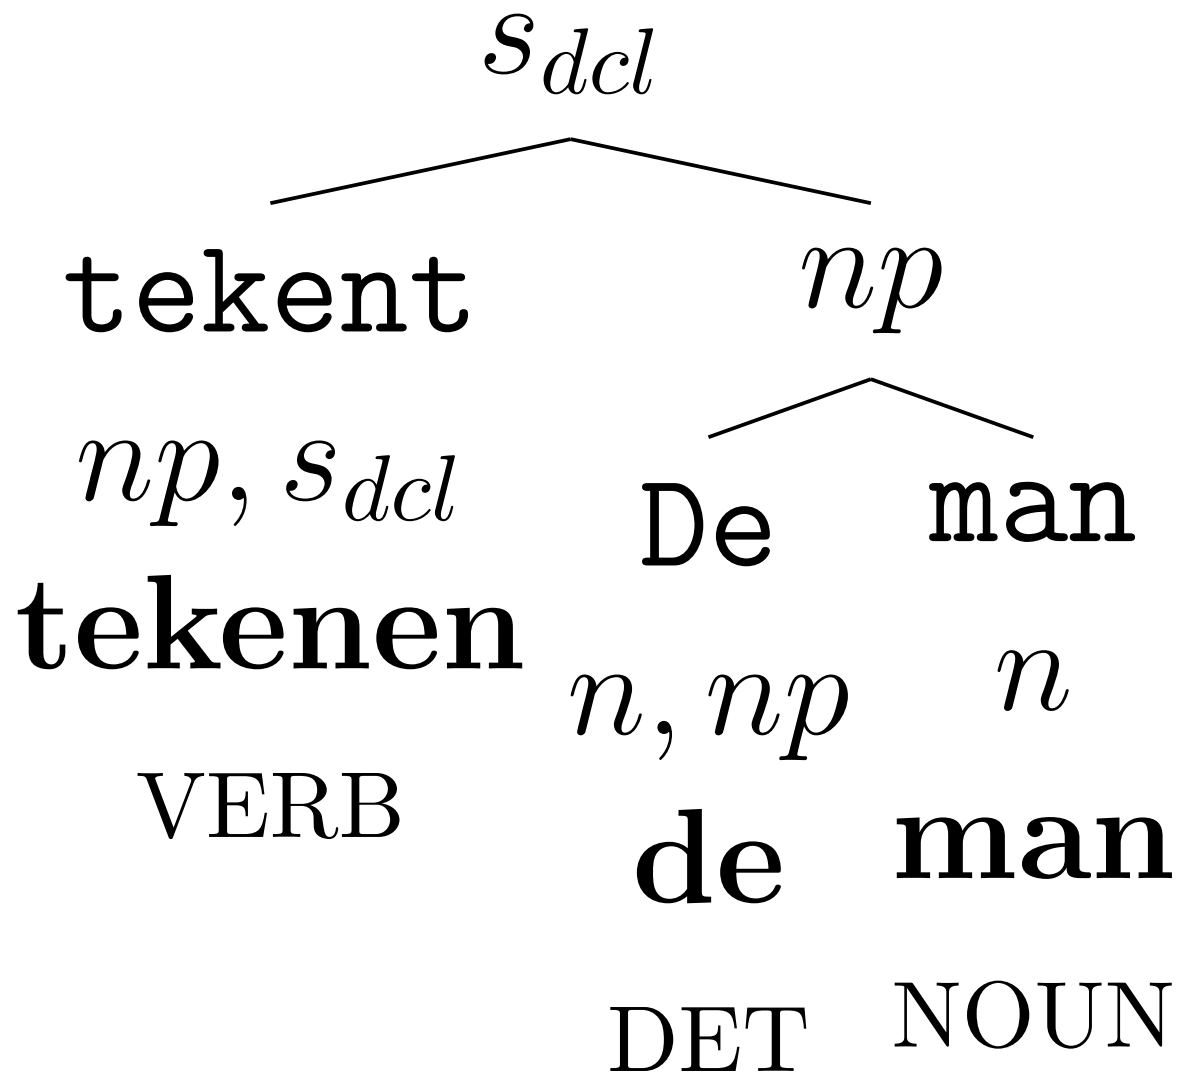 s_dcl
tekent np
np, s_dcl De man
tekenen n, np n
VERB de man
DET NOUN